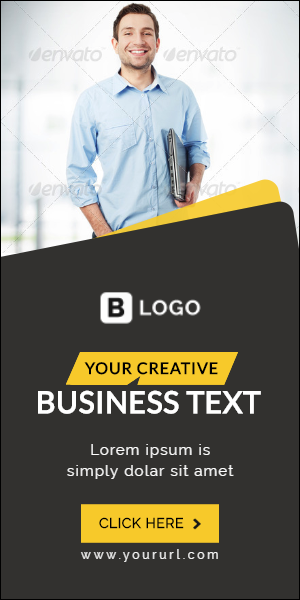 envato envato
envato envato
B LOGO
YOUR CREATIVE
BUSINESS TEXT
Lorem ipsum is
simply dolar sit amet
CLICK HERE
www.yoururl.com